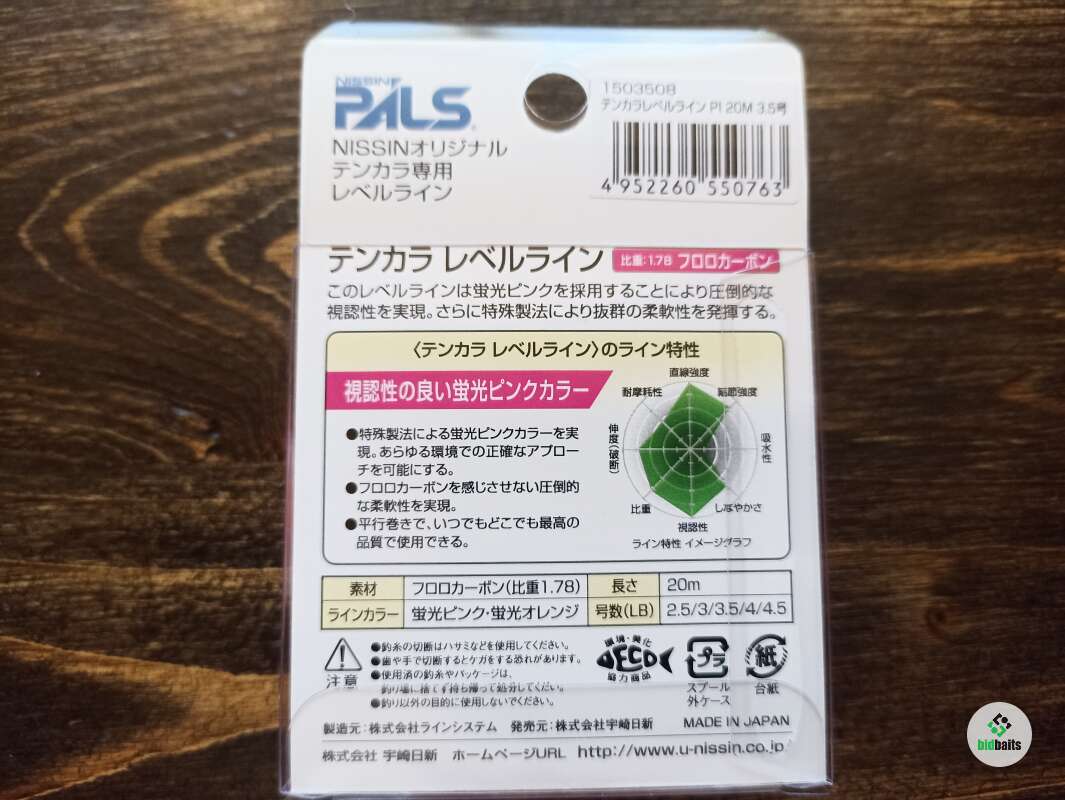 NISSIN
PALS
NISSINオリジナル
テンカラ専用
レベルライン
1503508
テンカラレベルライン PI 20M 3.5号
4 952260 550763
テンカラ レベルライン 比重:1.78 フロロカーボン
このレベルラインは蛍光ピンクを採用することにより圧倒的な
視認性を実現。さらに特殊製法により抜群の柔軟性を発揮する。
〈テンカラ レベルライン〉のライン特性
視認性の良い蛍光ピンクカラー
●特殊製法による蛍光ピンクカラーを実
現。あらゆる環境での正確なアプロー
チを可能にする。
●フロロカーボンを感じさせない圧倒的
な柔軟性を実現。
●平行巻きで、いつでもどこでも最高の
品質で使用できる。
直線強度
耐摩耗性 結節強度
伸度(破断) 吸水性
比重 しなやかさ
視認性
ライン特性 イメージグラフ
素材 フロロカーボン(比重1.78) 長さ 20m
ラインカラー 蛍光ピンク・蛍光オレンジ 号数(LB) 2.5/3/3.5/4/4.5
注意
●釣糸の切断はハサミなどを使用してください。
●歯や手で切断するとケガをする恐れがあります。
●使用済の釣糸やパッケージは、
釣り場に捨てず持ち帰って処分してください。
●釣り以外の目的に使用しないでください。
環境・美化
ECO
協力商品
プラ
スプール
外ケース
紙
台紙
製造元:株式会社ラインシステム 発売元:株式会社宇崎日新 MADE IN JAPAN
株式会社 宇崎日新 ホームページURL http://www.u-nissin.co.jp
bidbaits